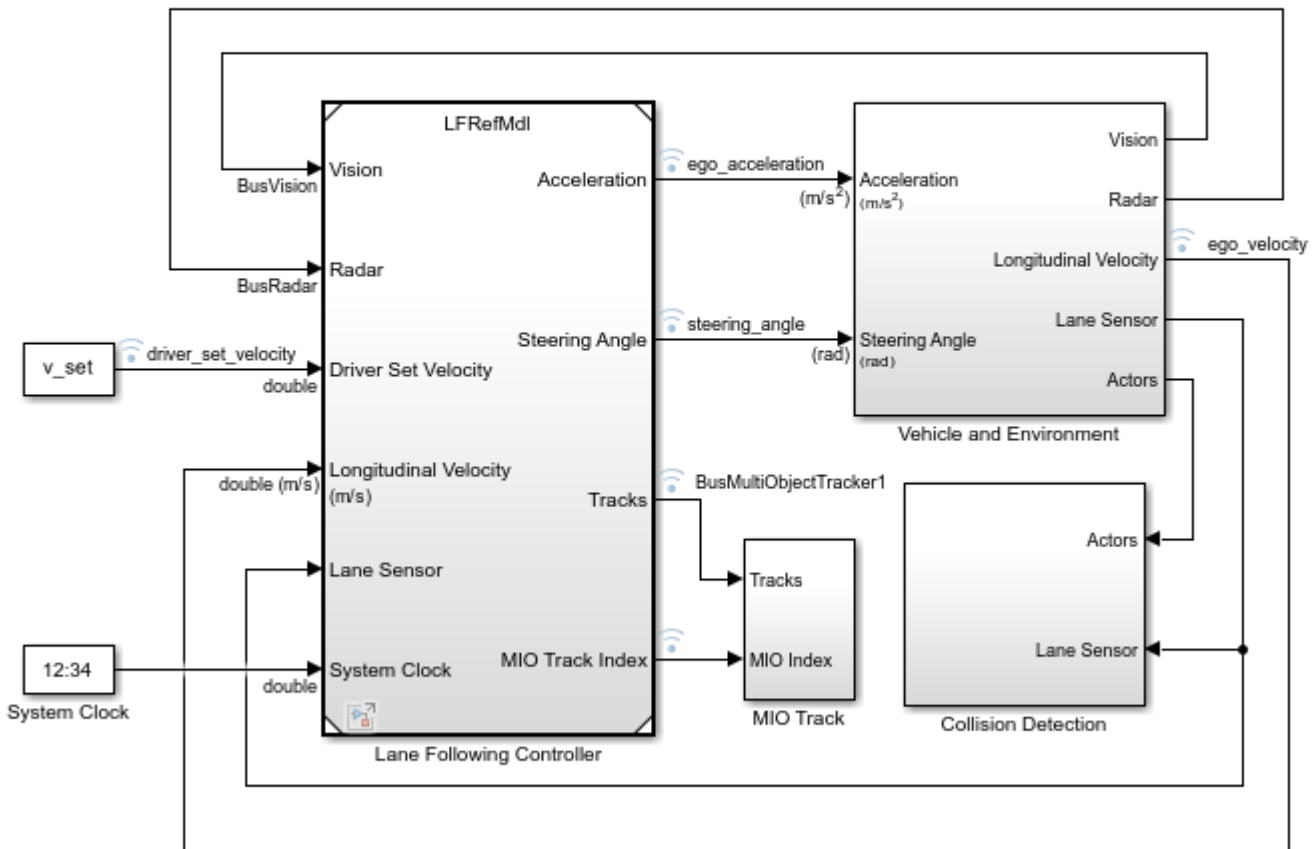 LFRefMdl
Vision
BusVision
Radar
BusRadar
v_set
driver_set_velocity
double
Driver Set Velocity
double (m/s)
Longitudinal Velocity
(m/s)
Lane Sensor
12:34
System Clock
double
System Clock
Acceleration
Steering Angle
Tracks
MIO Track Index
Lane Following Controller
ego_acceleration
(m/s²)
steering_angle
(rad)
BusMultiObjectTracker1
Tracks
MIO Index
MIO Track
Acceleration
(m/s²)
Steering Angle
(rad)
Vision
Radar
Longitudinal Velocity
Lane Sensor
Actors
Vehicle and Environment
ego_velocity
Actors
Lane Sensor
Collision Detection